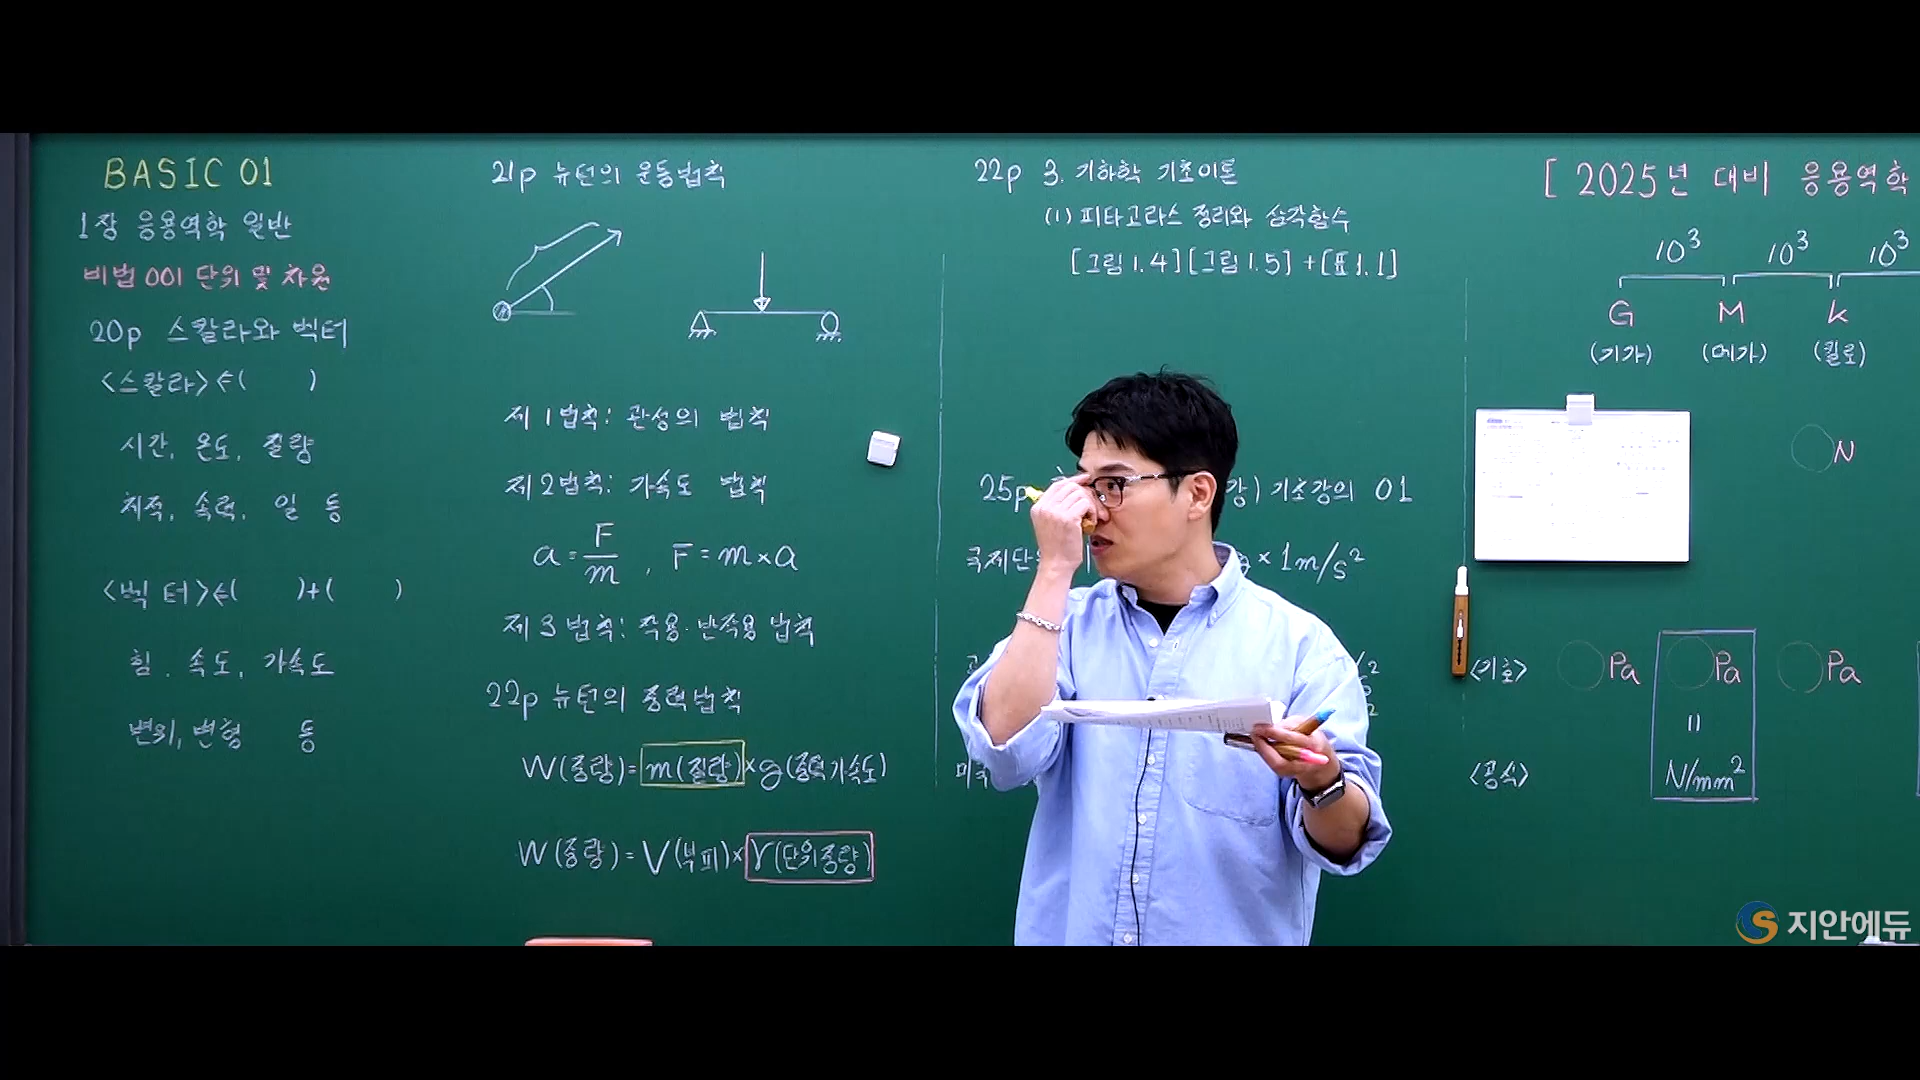 BASIC 01
1장 응용역학 일반
비법 001 단위 및 차원
20p 스칼라와 벡터
<스칼라>⇐( )
시간, 온도, 질량
치적, 속력, 일 등
<벡터>⇐( )+( )
힘. 속도, 가속도
변위, 변형 등
21p 뉴턴의 운동법칙
제1법칙: 관성의 법칙
제2법칙: 가속도 법칙
a = F/m , F = m × a
제3법칙: 작용·반작용 법칙
22p 뉴턴의 중력법칙
W(중량)= m(질량)×g(중력가속도)
W(중량)=V(부피)×γ(단위중량)
22p 3. 기하학 기초이론
(1) 피타고라스 정리와 삼각함수
[그림 1.4][그림 1.5]+[표1.1]
25p 강) 기초강의 01
국제단 × 1m/s²
[ 2025년 대비 응용역학
10³ 10³ 10³
G M k
(기가) (메가) (킬로)
N
<기호> Pa Pa Pa
=
<공식> N/mm²
지안에듀